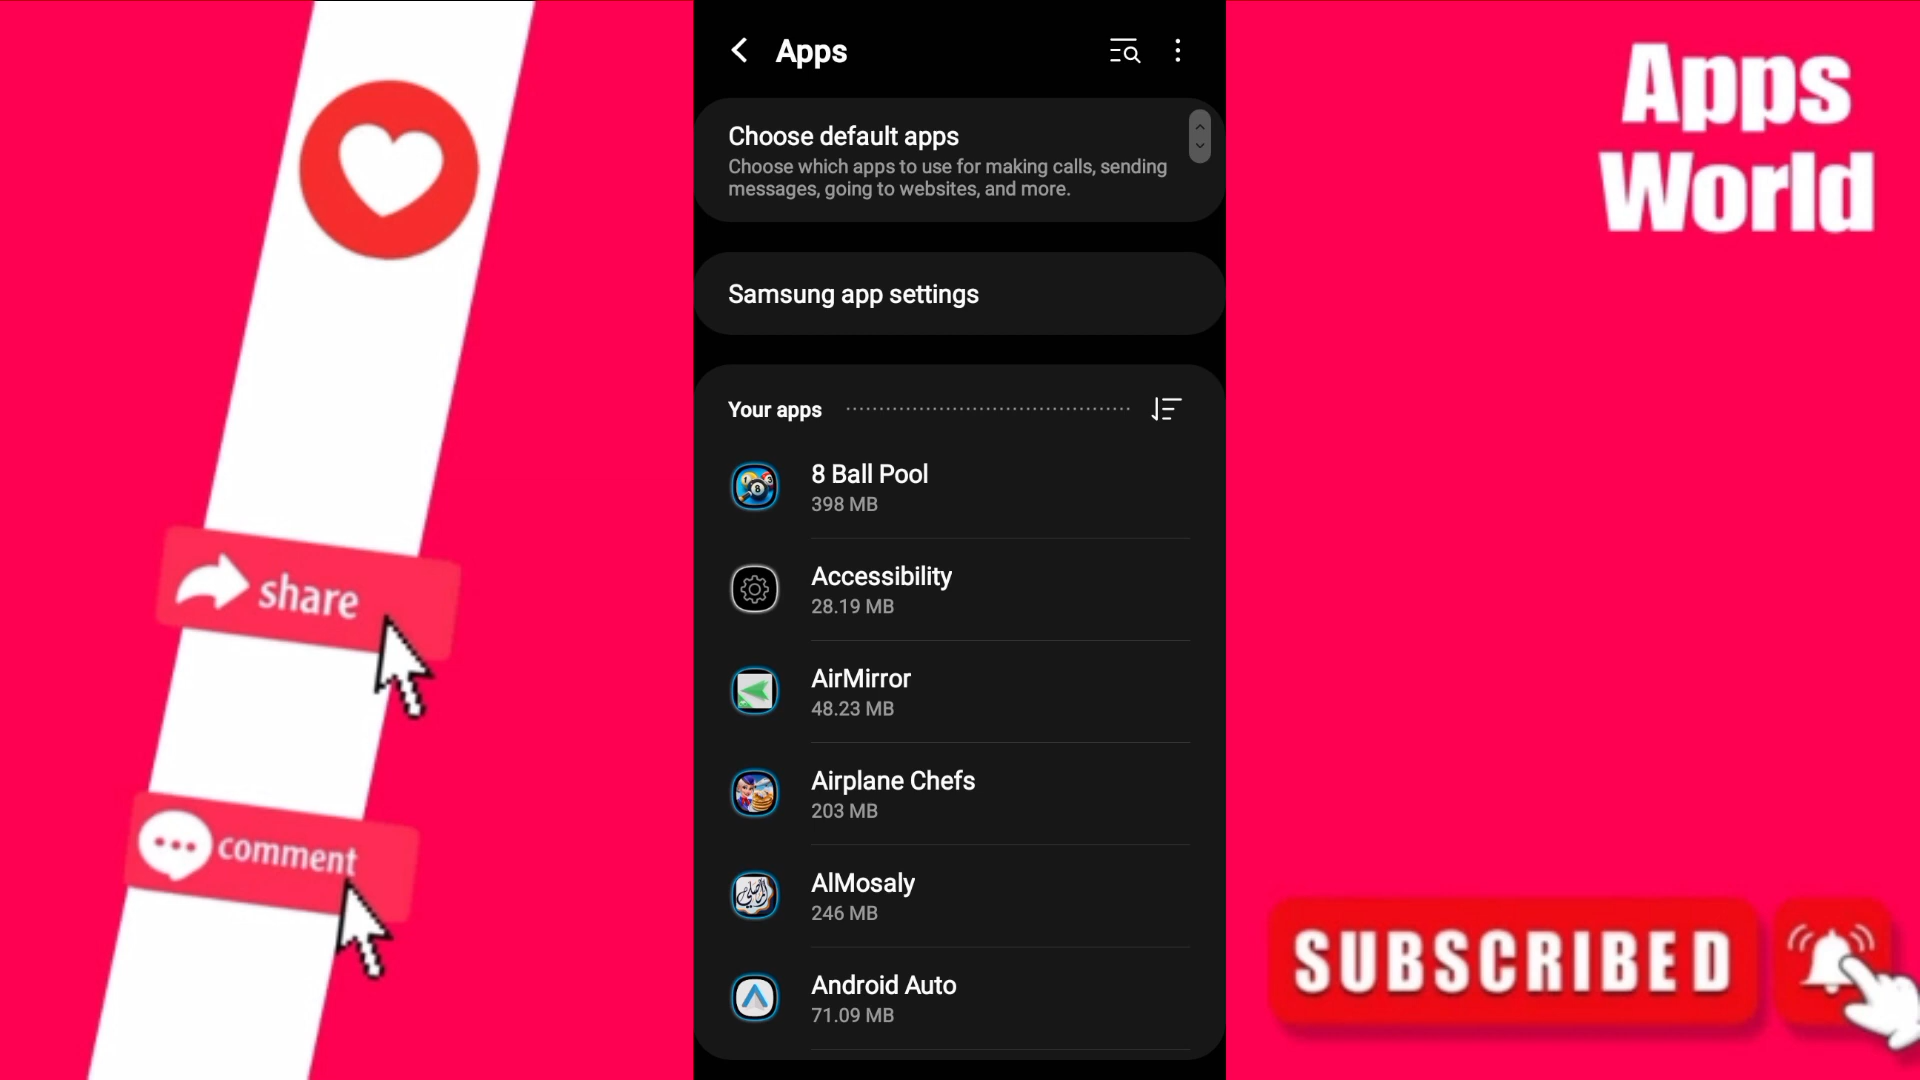 Apps
Choose default apps
Choose which apps to use for making calls, sending
messages, going to websites, and more.
Samsung app settings
Your apps
8 Ball Pool
398 MB
Accessibility
28.19 MB
AirMirror
48.23 MB
Airplane Chefs
203 MB
AlMosaly
246 MB
Android Auto
71.09 MB
share
comment
Apps
World
SUBSCRIBED